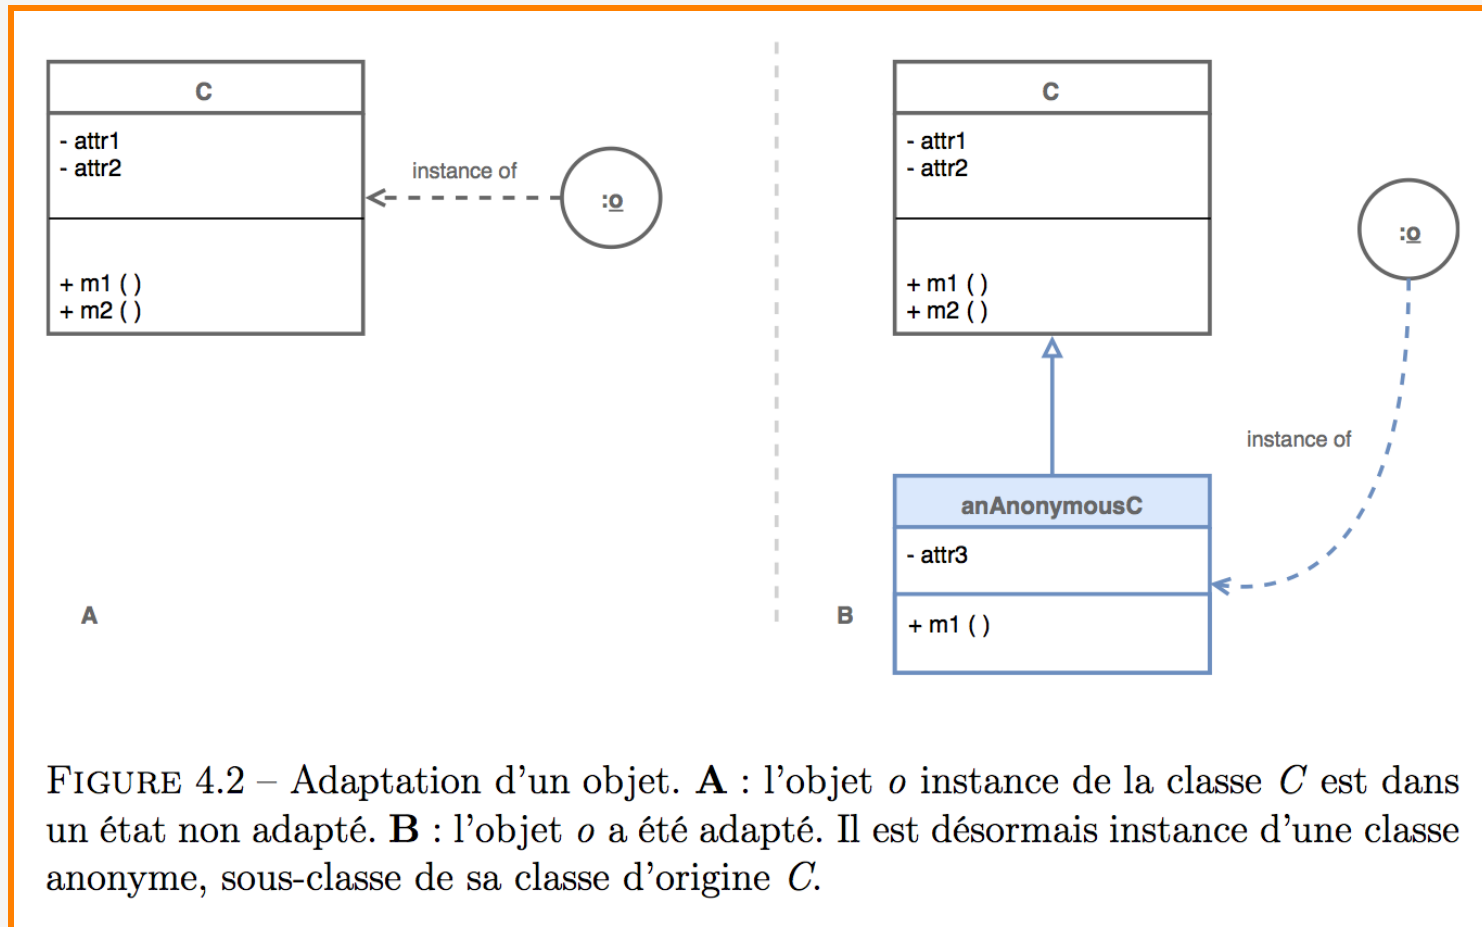 C
- attr1
- attr2
+ m1 ( )
+ m2 ( )
instance of
:o
A
C
- attr1
- attr2
+ m1 ( )
+ m2 ( )
:o
instance of
anAnonymousC
- attr3
+ m1 ( )
B
FIGURE 4.2 – Adaptation d'un objet. A : l'objet o instance de la classe C est dans
un état non adapté. B : l'objet o a été adapté. Il est désormais instance d'une classe
anonyme, sous-classe de sa classe d'origine C.